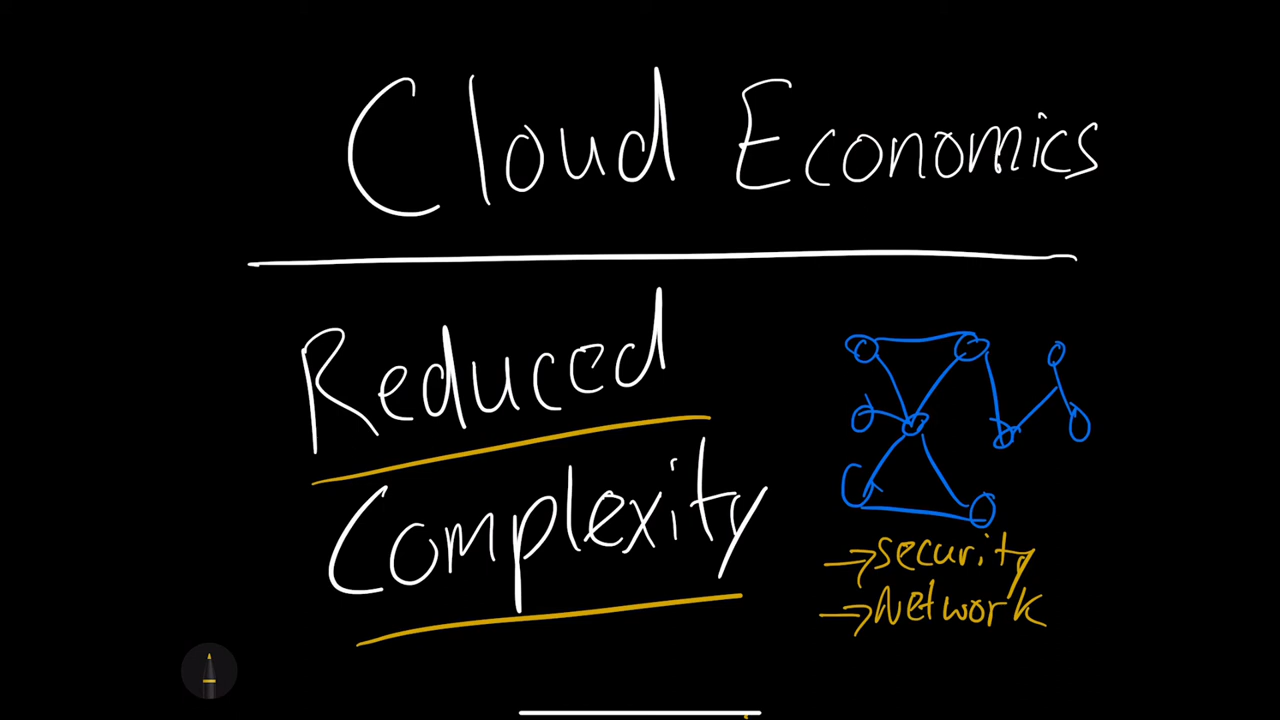 Cloud Economics
Reduced
Complexity
→security
→Network